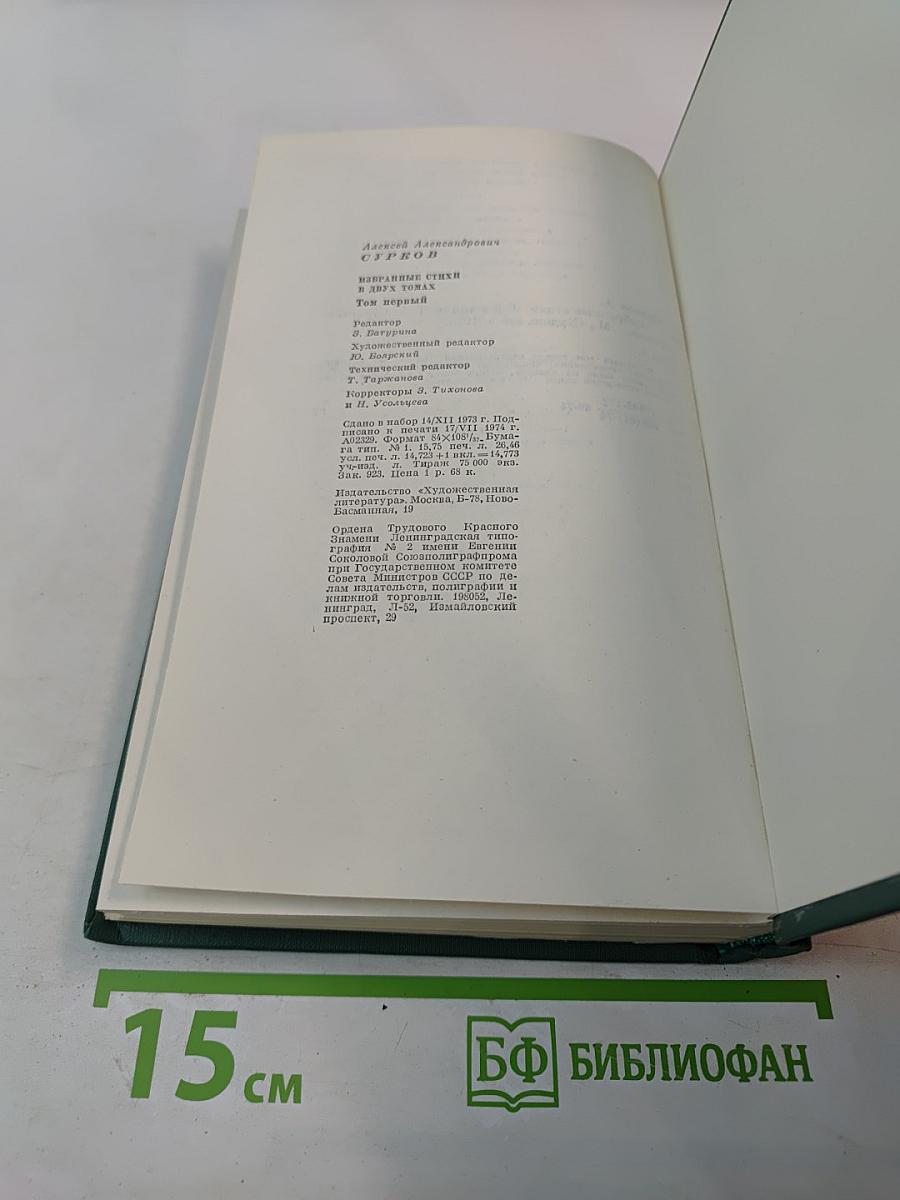 Алексей Александрович
СУРКОВ
ИЗБРАННЫЕ СТИХИ
В ДВУХ ТОМАХ
Том первый
Редактор
З. Батурина
Художественный редактор
Ю. Боярский
Технический редактор
Т. Таржанова
Корректоры З. Тихонова
и Н. Усольцева
Сдано в набор 14/XII 1973 г. Под-
писано к печати 17/VII 1974 г.
А02329. Формат 84×108¹/₃₂. Бума-
га тип. № 1. 15,75 печ. л. 26,46
усл. печ. л. 14,723+1 вкл.=14,773
уч.-изд. л. Тираж 75 000 экз.
Зак. 923. Цена 1 р. 68 к.
Издательство «Художественная
литература». Москва, Б-78, Ново-
Басманная, 19
Ордена Трудового Красного
Знамени Ленинградская типо-
графия № 2 имени Евгении
Соколовой Союзполиграфпрома
при Государственном комитете
Совета Министров СССР по де-
лам издательств, полиграфии и
книжной торговли. 198052, Ле-
нинград, Л-52, Измайловский
проспект, 29
15 см
БФ БИБЛИОФАН